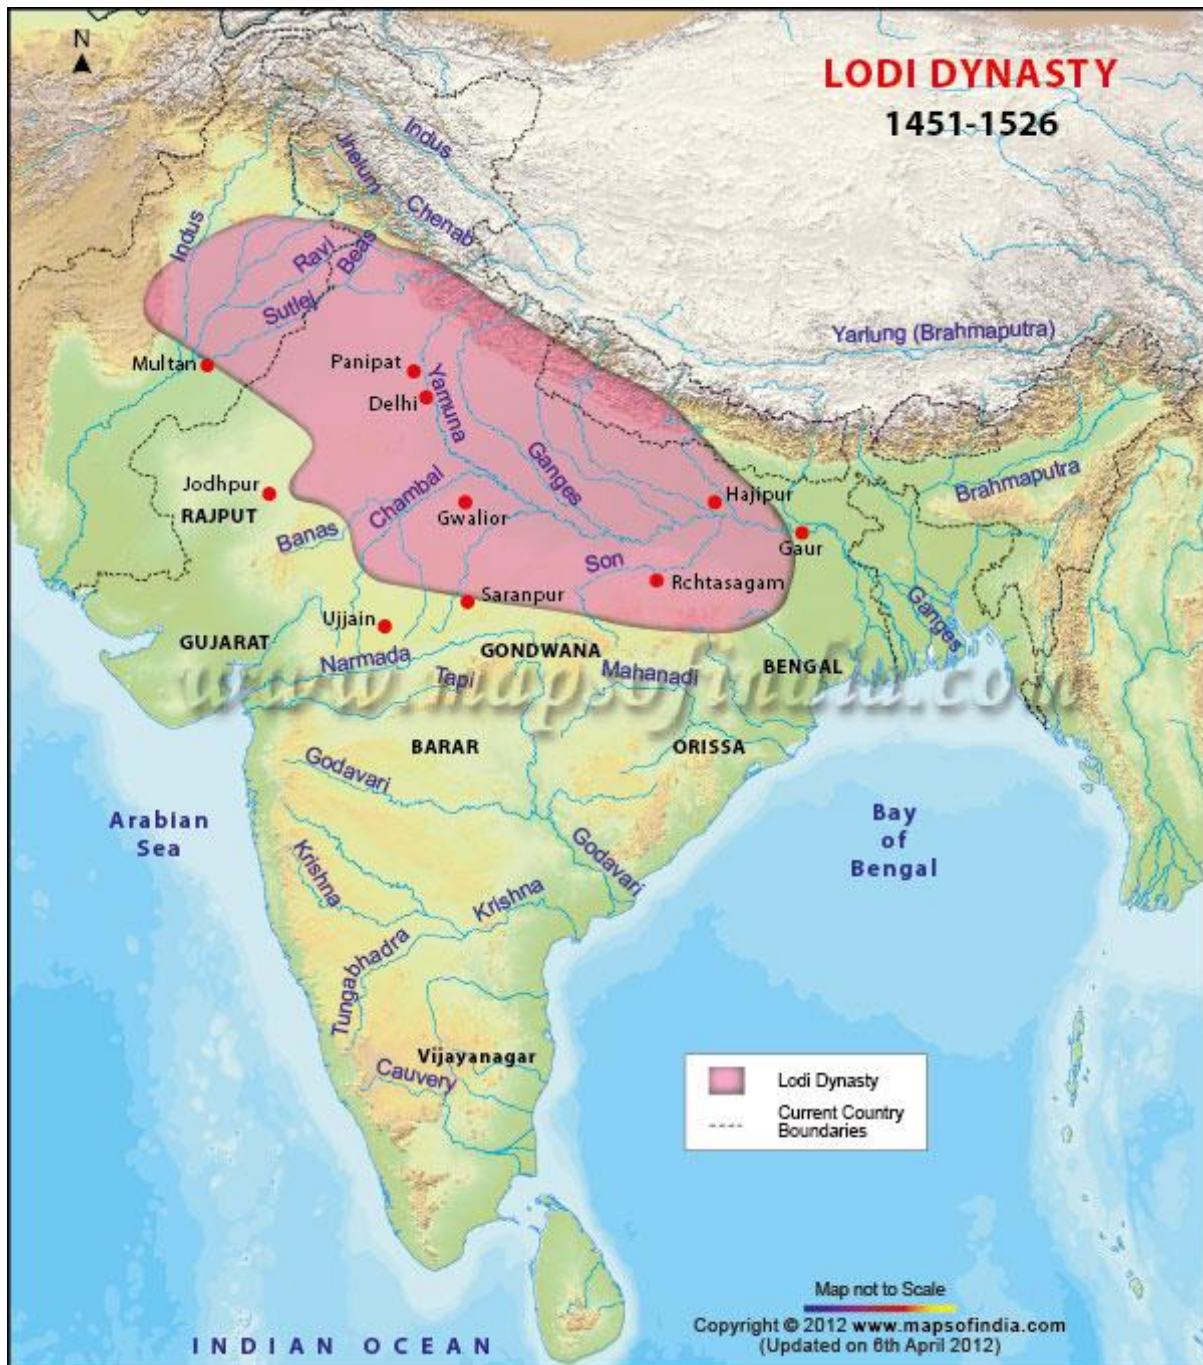 N
LODI DYNASTY
1451-1526
Indus
Jhelum
Chenab
Indus
Ravi
Beas
Sutlej
Yarlung (Brahmaputra)
Multan
Panipat
Delhi
Yamuna
Ganges
Brahmaputra
Jodhpur
RAJPUT
Chambal
Banas
Gwalior
Hajipur
Gaur
Son
Rchtasagam
Saranpur
Ujjain
Ganges
GUJARAT
Narmada
GONDWANA
Mahanadi
BENGAL
Tapi
www.mapsofindia.com
BARAR
ORISSA
Godavari
Arabian
Sea
Bay
of
Bengal
Godavari
Krishna
Krishna
Tungabhadra
Vijayanagar
Cauvery
Lodi Dynasty
Current Country
Boundaries
Map not to Scale
Copyright © 2012 www.mapsofindia.com
(Updated on 6th April 2012)
INDIAN OCEAN